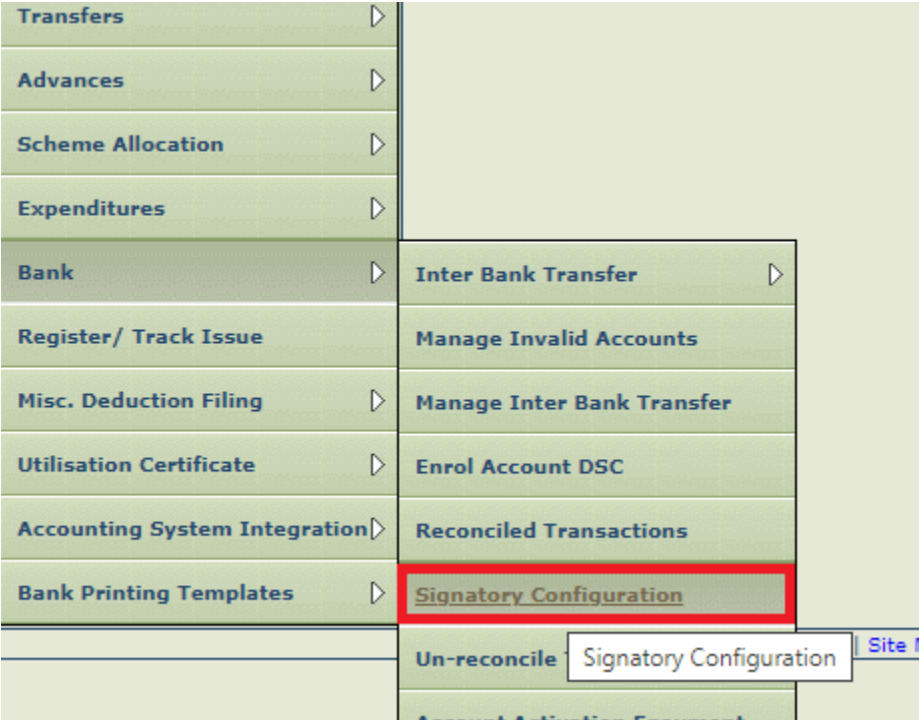 Transfers
Advances
Scheme Allocation
Expenditures
Bank
Register/ Track Issue
Misc. Deduction Filing
Utilisation Certificate
Accounting System Integration
Bank Printing Templates
Inter Bank Transfer
Manage Invalid Accounts
Manage Inter Bank Transfer
Enrol Account DSC
Reconciled Transactions
Signatory Configuration
Un-reconcile
Signatory Configuration
| Site
Account Activation